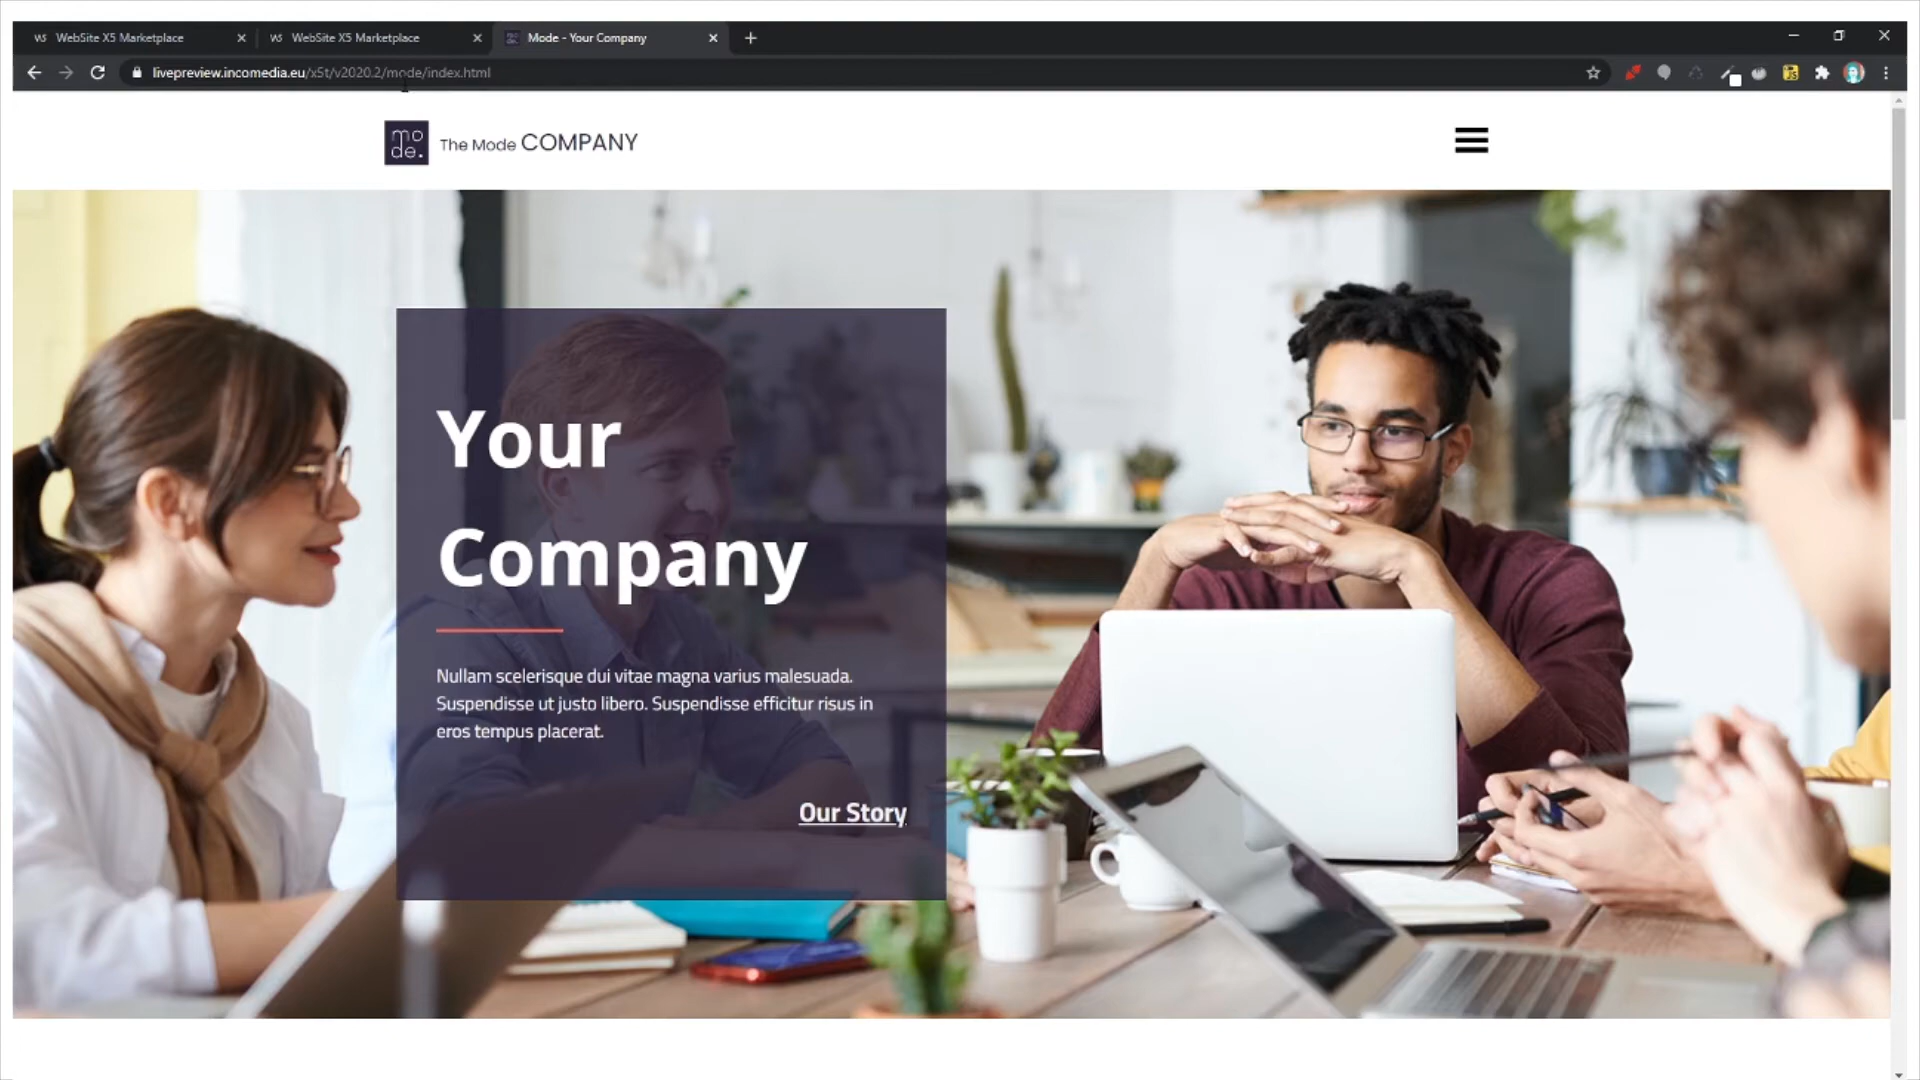 WebSite X5 Marketplace
WebSite X5 Marketplace
Mode - Your Company
livepreview.incomedia.eu/x5t/v2020.2/mode/index.html
mo
de.
The Mode COMPANY
Your
Company
Nullam scelerisque dui vitae magna varius malesuada.
Suspendisse ut justo libero. Suspendisse efficitur risus in
eros tempus placerat.
Our Story